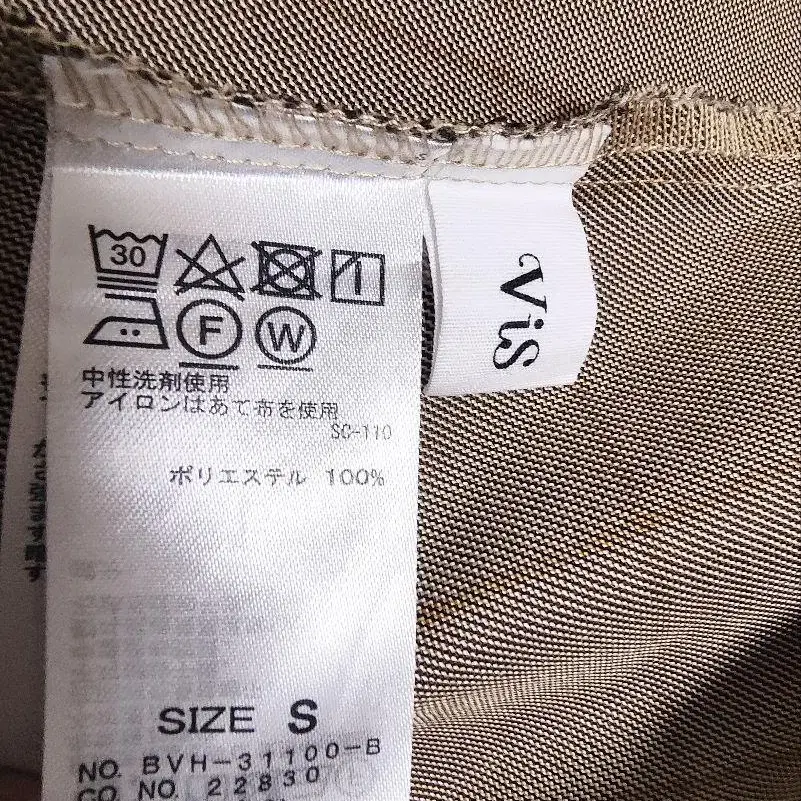 30
F W
中性洗剤使用
アイロンはあて布を使用
SC-110
ポリエステル 100%
SIZE S
NO. BVH-31100-B
CO. NO. 22830
ViS